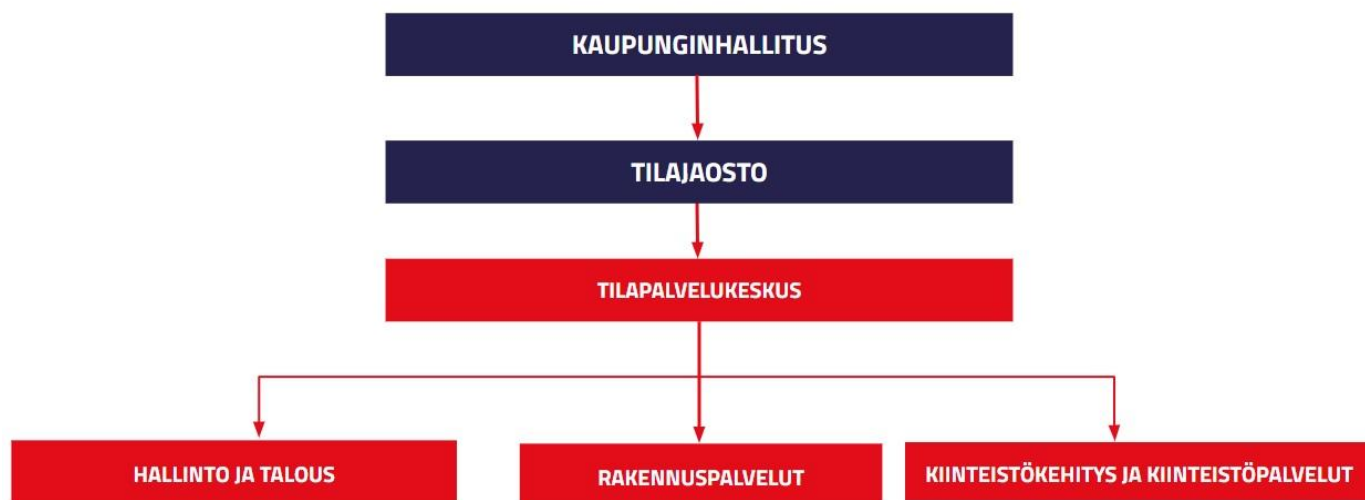 KAUPUNGINHALLITUS
TILAJAOSTO
TILAPALVELUKESKUS
HALLINTO JA TALOUS
RAKENNUSPALVELUT
KIINTEISTÖKEHITYS JA KIINTEISTÖPALVELUT